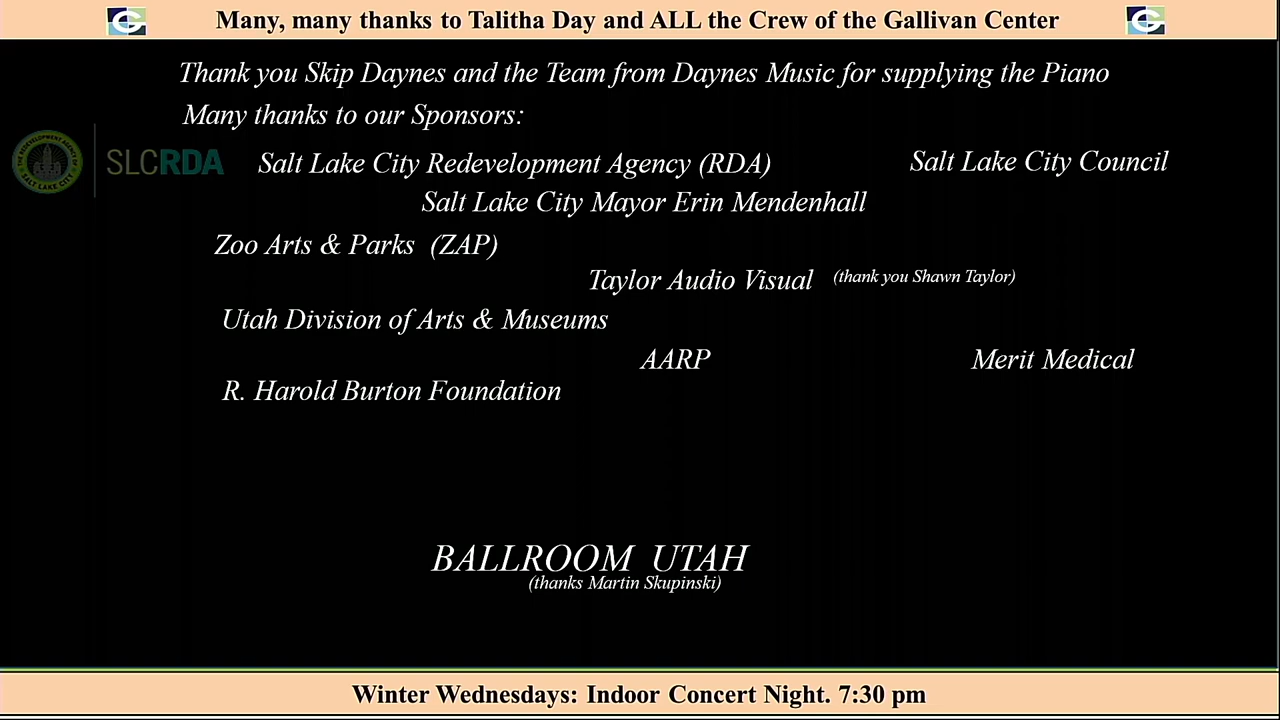 Many, many thanks to Talitha Day and ALL the Crew of the Gallivan Center
Thank you Skip Daynes and the Team from Daynes Music for supplying the Piano
Many thanks to our Sponsors:
SLCRDA
Salt Lake City Redevelopment Agency (RDA)
Salt Lake City Council
Salt Lake City Mayor Erin Mendenhall
Zoo Arts & Parks (ZAP)
Taylor Audio Visual (thank you Shawn Taylor)
Utah Division of Arts & Museums
AARP
Merit Medical
R. Harold Burton Foundation
BALLROOM UTAH
(thanks Martin Skupinski)
Winter Wednesdays: Indoor Concert Night. 7:30 pm